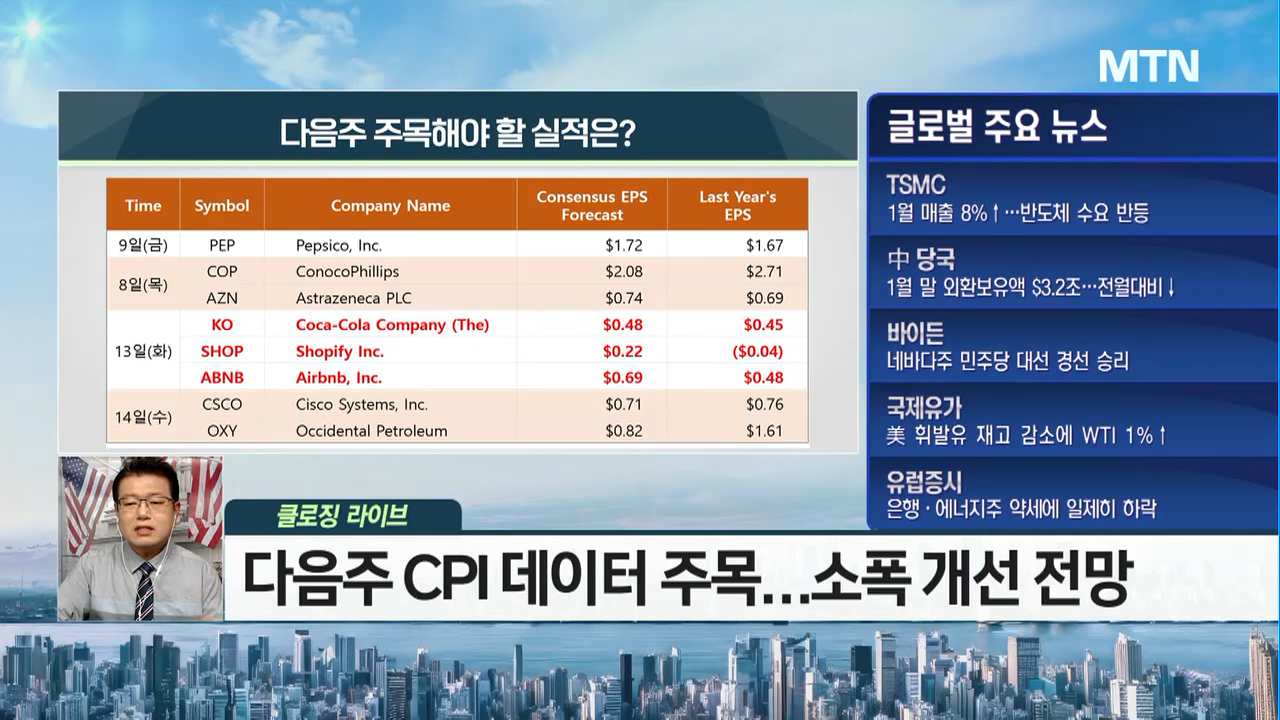 MTN
다음주 주목해야 할 실적은?
Time Symbol Company Name Consensus EPS Forecast Last Year's EPS
9일(금) PEP Pepsico, Inc. $1.72 $1.67
8일(목) COP ConocoPhillips $2.08 $2.71
AZN Astrazeneca PLC $0.74 $0.69
13일(화) KO Coca-Cola Company (The) $0.48 $0.45
SHOP Shopify Inc. $0.22 ($0.04)
ABNB Airbnb, Inc. $0.69 $0.48
14일(수) CSCO Cisco Systems, Inc. $0.71 $0.76
OXY Occidental Petroleum $0.82 $1.61
글로벌 주요 뉴스
TSMC
1월 매출 8%↑…반도체 수요 반등
中 당국
1월 말 외환보유액 $3.2조…전월대비↓
바이든
네바다주 민주당 대선 경선 승리
국제유가
美 휘발유 재고 감소에 WTI 1%↑
유럽증시
은행·에너지주 약세에 일제히 하락
클로징 라이브
다음주 CPI 데이터 주목…소폭 개선 전망